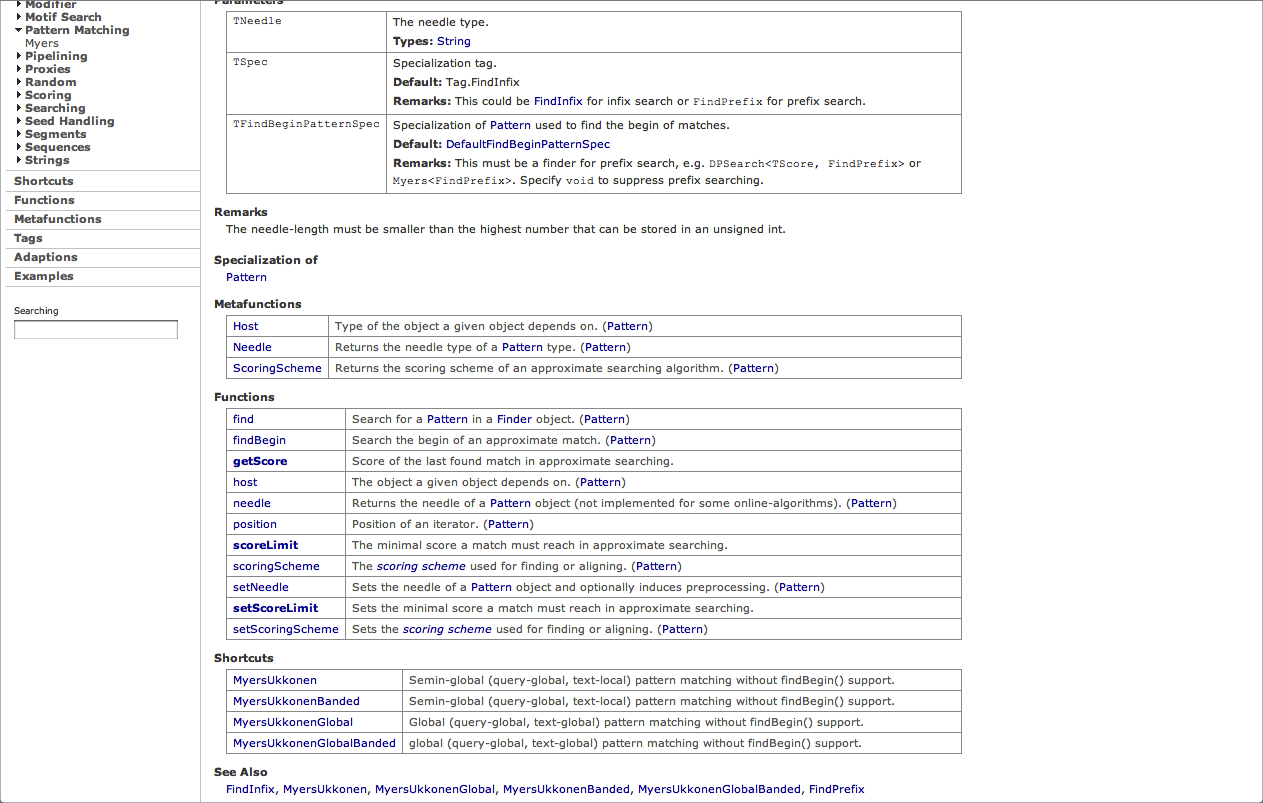 Modifier
Motif Search
Pattern Matching
Myers
Pipelining
Proxies
Random
Scoring
Searching
Seed Handling
Segments
Sequences
Strings
Shortcuts
Functions
Metafunctions
Tags
Adaptions
Examples
Searching
Parameters
TNeedle
The needle type.
Types: String
TSpec
Specialization tag.
Default: Tag.FindInfix
Remarks: This could be FindInfix for infix search or FindPrefix for prefix search.
TFindBeginPatternSpec
Specialization of Pattern used to find the begin of matches.
Default: DefaultFindBeginPatternSpec
Remarks: This must be a finder for prefix search, e.g. DPSearch<TScore, FindPrefix> or
Myers<FindPrefix>. Specify void to suppress prefix searching.
Remarks
The needle-length must be smaller than the highest number that can be stored in an unsigned int.
Specialization of
Pattern
Metafunctions
Host Type of the object a given object depends on. (Pattern)
Needle Returns the needle type of a Pattern type. (Pattern)
ScoringScheme Returns the scoring scheme of an approximate searching algorithm. (Pattern)
Functions
find Search for a Pattern in a Finder object. (Pattern)
findBegin Search the begin of an approximate match. (Pattern)
getScore Score of the last found match in approximate searching.
host The object a given object depends on. (Pattern)
needle Returns the needle of a Pattern object (not implemented for some online-algorithms). (Pattern)
position Position of an iterator. (Pattern)
scoreLimit The minimal score a match must reach in approximate searching.
scoringScheme The scoring scheme used for finding or aligning. (Pattern)
setNeedle Sets the needle of a Pattern object and optionally induces preprocessing. (Pattern)
setScoreLimit Sets the minimal score a match must reach in approximate searching.
setScoringScheme Sets the scoring scheme used for finding or aligning. (Pattern)
Shortcuts
MyersUkkonen Semin-global (query-global, text-local) pattern matching without findBegin() support.
MyersUkkonenBanded Semin-global (query-global, text-local) pattern matching without findBegin() support.
MyersUkkonenGlobal Global (query-global, text-global) pattern matching without findBegin() support.
MyersUkkonenGlobalBanded global (query-global, text-global) pattern matching without findBegin() support.
See Also
FindInfix, MyersUkkonen, MyersUkkonenGlobal, MyersUkkonenBanded, MyersUkkonenGlobalBanded, FindPrefix